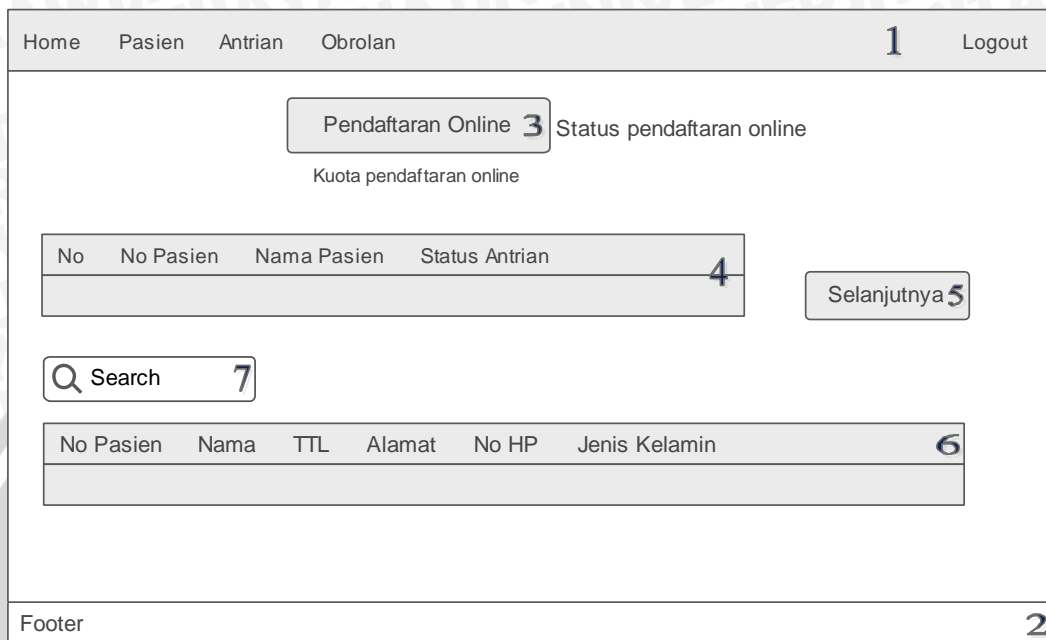 Home Pasien Antrian Obrolan 1 Logout
Pendaftaran Online 3 Status pendaftaran online
Kuota pendaftaran online
No No Pasien Nama Pasien Status Antrian 4
Selanjutnya 5
Search 7
No Pasien Nama TTL Alamat No HP Jenis Kelamin 6
Footer 2